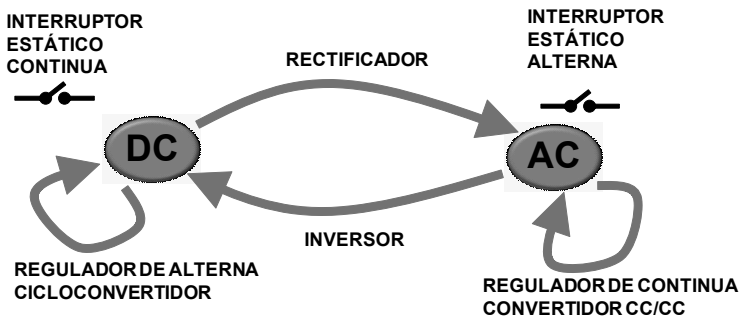 INTERRUPTOR
ESTÁTICO
CONTINUA
INTERRUPTOR
ESTÁTICO
ALTERNA
RECTIFICADOR
DC
AC
INVERSOR
REGULADOR DE ALTERNA
CICLOCONVERTIDOR
REGULADOR DE CONTINUA
CONVERTIDOR CC/CC